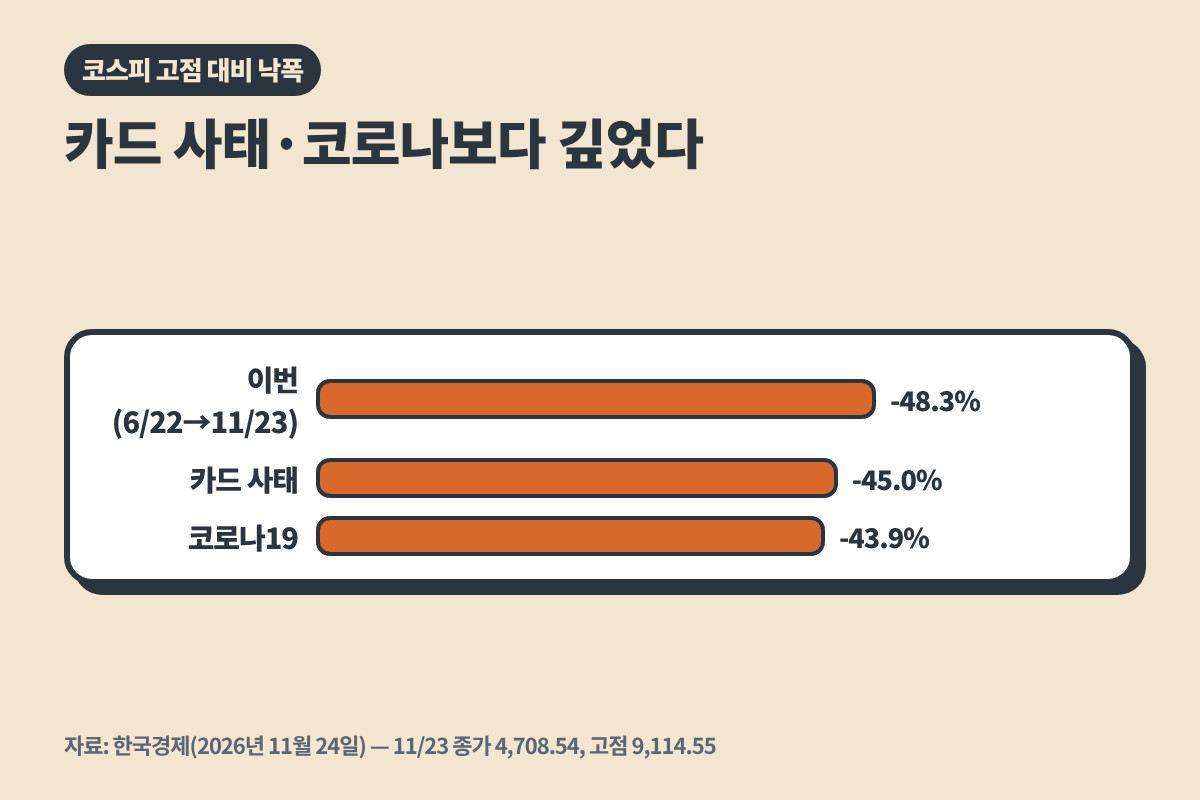 코스피 고점 대비 낙폭
카드 사태·코로나보다 깊었다
이번
(6/22→11/23)
-48.3%
카드 사태
-45.0%
코로나19
-43.9%
자료: 한국경제(2026년 11월 24일) — 11/23 종가 4,708.54, 고점 9,114.55